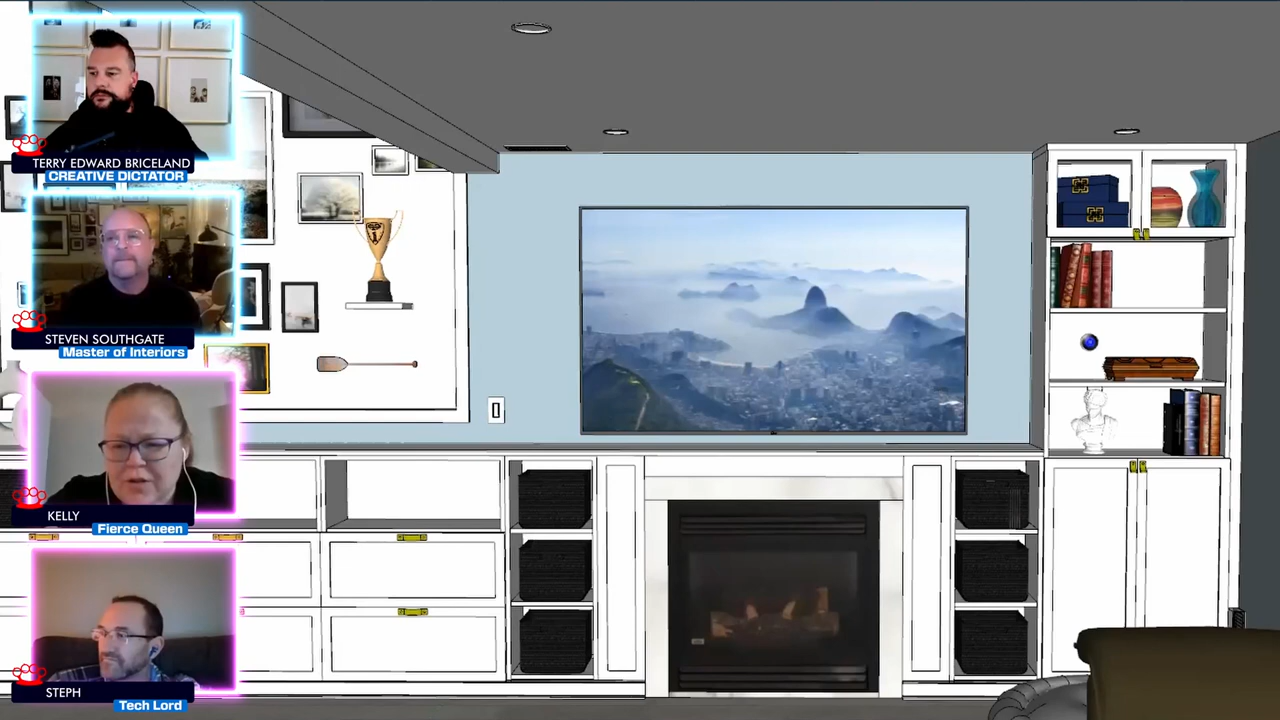 TERRY EDWARD BRICELAND
CREATIVE DICTATOR
STEVEN SOUTHGATE
Master of Interiors
KELLY
Fierce Queen
STEPH
Tech Lord